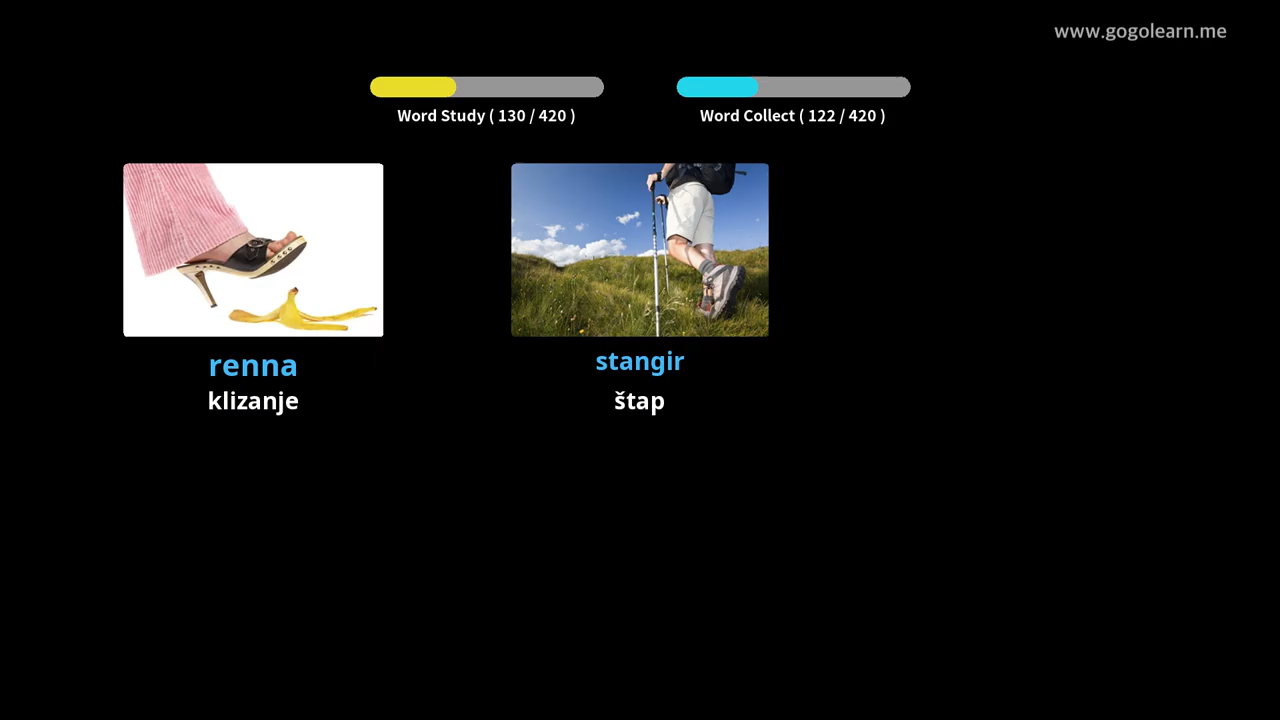 www.gogolearn.me
Word Study ( 130 / 420 )
Word Collect ( 122 / 420 )
renna
klizanje
stangir
štap